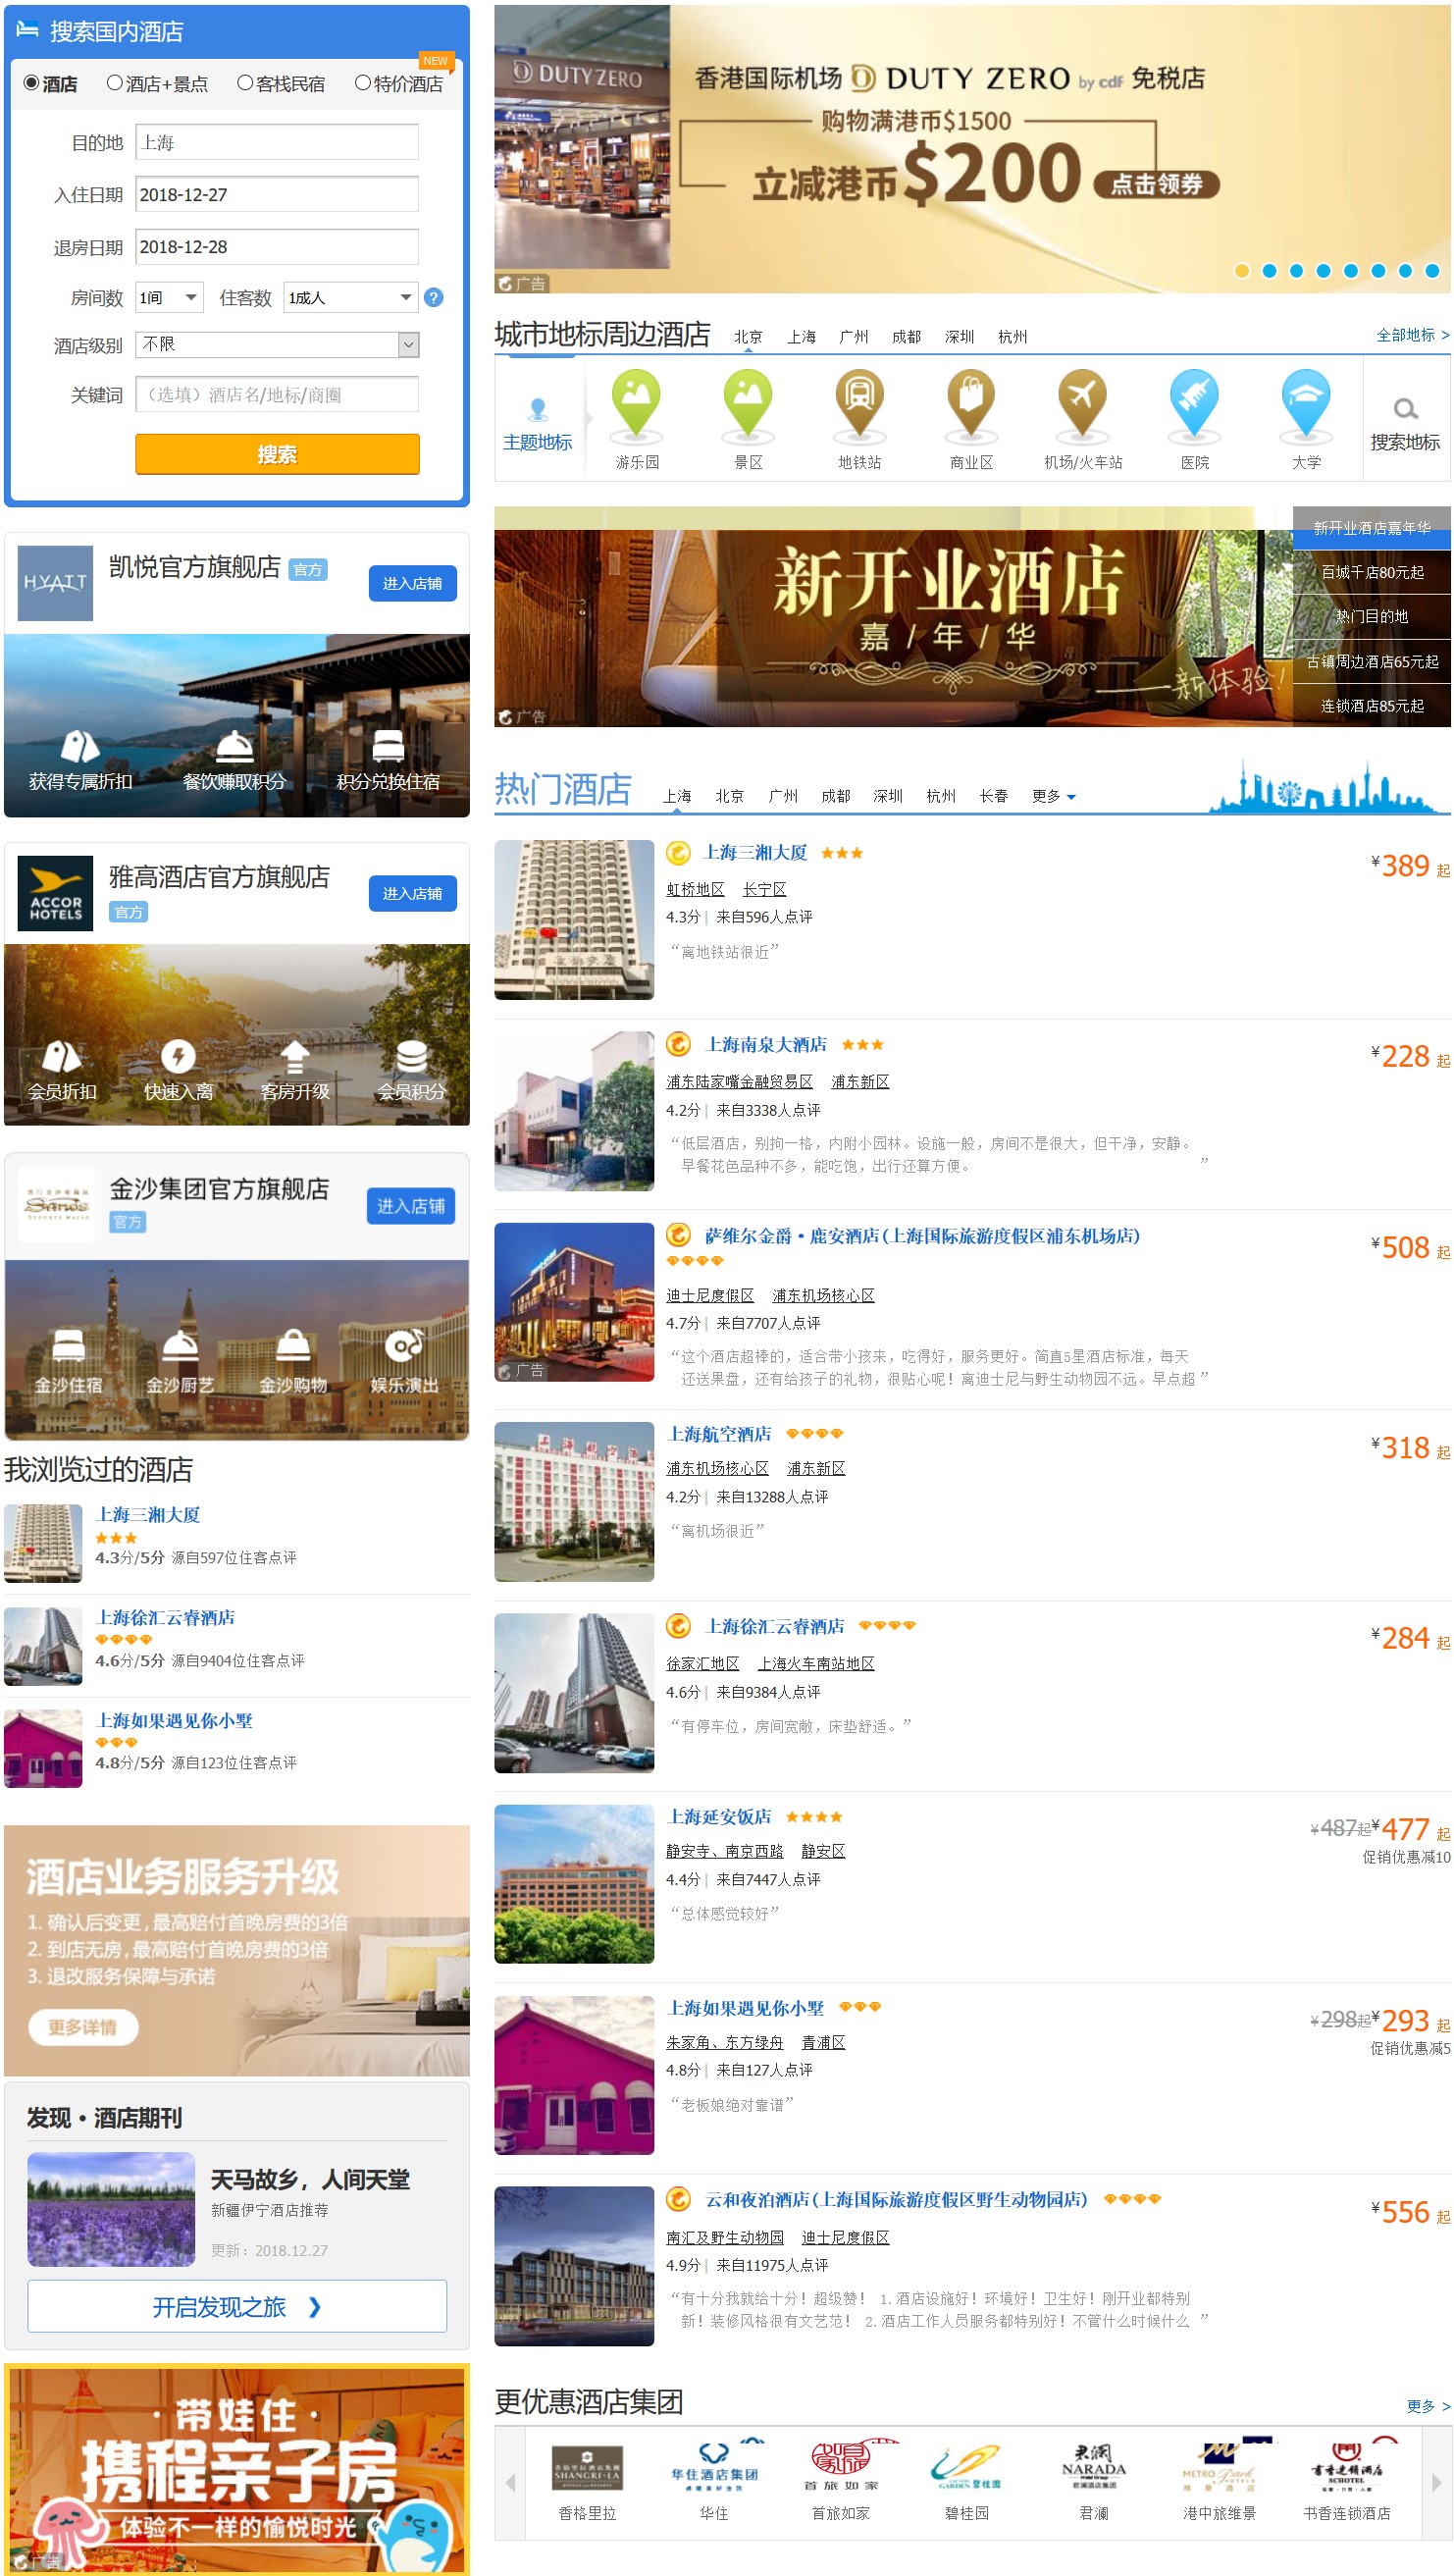 搜索国内酒店
NEW
酒店 酒店+景点 客栈民宿 特价酒店
目的地 上海
入住日期 2018-12-27
退房日期 2018-12-28
房间数 1间 住客数 1成人 ?
酒店级别 不限
关键词 (选填)酒店名/地标/商圈
搜索
HYATT
凯悦官方旗舰店 官方
进入店铺
获得专属折扣 餐饮赚取积分 积分兑换住宿
ACCOR
HOTELS
雅高酒店官方旗舰店
官方
进入店铺
会员折扣 快速入离 客房升级 会员积分
Sands
金沙集团官方旗舰店
官方
进入店铺
金沙住宿 金沙厨艺 金沙购物 娱乐演出
我浏览过的酒店
上海三湘大厦
4.3分/5分 源自597位住客点评
上海徐汇云睿酒店
4.6分/5分 源自9404位住客点评
上海如果遇见你小墅
4.8分/5分 源自123位住客点评
酒店业务服务升级
1. 确认后变更,最高赔付首晚房费的3倍
2. 到店无房,最高赔付首晚房费的3倍
3. 退改服务保障与承诺
更多详情
发现·酒店期刊
天马故乡，人间天堂
新疆伊宁酒店推荐
更新：2018.12.27
开启发现之旅 ❯
·带娃住·
携程亲子房
体验不一样的愉悦时光
广告
DUTY ZERO
香港国际机场 DUTY ZERO by cdf 免税店
购物满港币$1500
立减港币$200 点击领券
广告
城市地标周边酒店 北京 上海 广州 成都 深圳 杭州 全部地标 >
主题地标 游乐园 景区 地铁站 商业区 机场/火车站 医院 大学 搜索地标
新开业酒店
嘉/年/华
新体验!
广告
新开业酒店嘉年华
百城千店80元起
热门目的地
古镇周边酒店65元起
连锁酒店85元起
热门酒店 上海 北京 广州 成都 深圳 杭州 长春 更多
上海三湘大厦 ¥389 起
虹桥地区 长宁区
4.3分| 来自596人点评
“离地铁站很近”
上海南泉大酒店 ¥228 起
浦东陆家嘴金融贸易区 浦东新区
4.2分| 来自3338人点评
“低层酒店，别拘一格，内附小园林。设施一般，房间不是很大，但干净，安静。
早餐花色品种不多，能吃饱，出行还算方便。”
萨维尔金爵·鹿安酒店(上海国际旅游度假区浦东机场店) ¥508 起
迪士尼度假区 浦东机场核心区
4.7分| 来自7707人点评
广告
“这个酒店超棒的，适合带小孩来，吃得好，服务更好。简直5星酒店标准，每天
还送果盘，还有给孩子的礼物，很贴心呢！离迪士尼与野生动物园不远。早点超”
上海航空酒店 ¥318 起
浦东机场核心区 浦东新区
4.2分| 来自13288人点评
“离机场很近”
上海徐汇云睿酒店 ¥284 起
徐家汇地区 上海火车南站地区
4.6分| 来自9384人点评
“有停车位，房间宽敞，床垫舒适。”
上海延安饭店 ¥487起¥477 起
促销优惠减10
静安寺、南京西路 静安区
4.4分| 来自7447人点评
“总体感觉较好”
上海如果遇见你小墅 ¥298起¥293 起
促销优惠减5
朱家角、东方绿舟 青浦区
4.8分| 来自127人点评
“老板娘绝对靠谱”
云和夜泊酒店(上海国际旅游度假区野生动物园店) ¥556 起
南汇及野生动物园 迪士尼度假区
4.9分| 来自11975人点评
“有十分我就给十分！超级赞！ 1.酒店设施好！环境好！卫生好！刚开业都特别
新！装修风格很有文艺范！ 2.酒店工作人员服务都特别好！不管什么时候什么 ”
更优惠酒店集团 更多 >
SHANGRI-LA 华住酒店集团 首旅如家 碧桂园 君澜 NARADA METRO Park 書香连锁酒店 SCHOTEL
香格里拉 华住 首旅如家 碧桂园 君澜 港中旅维景 书香连锁酒店